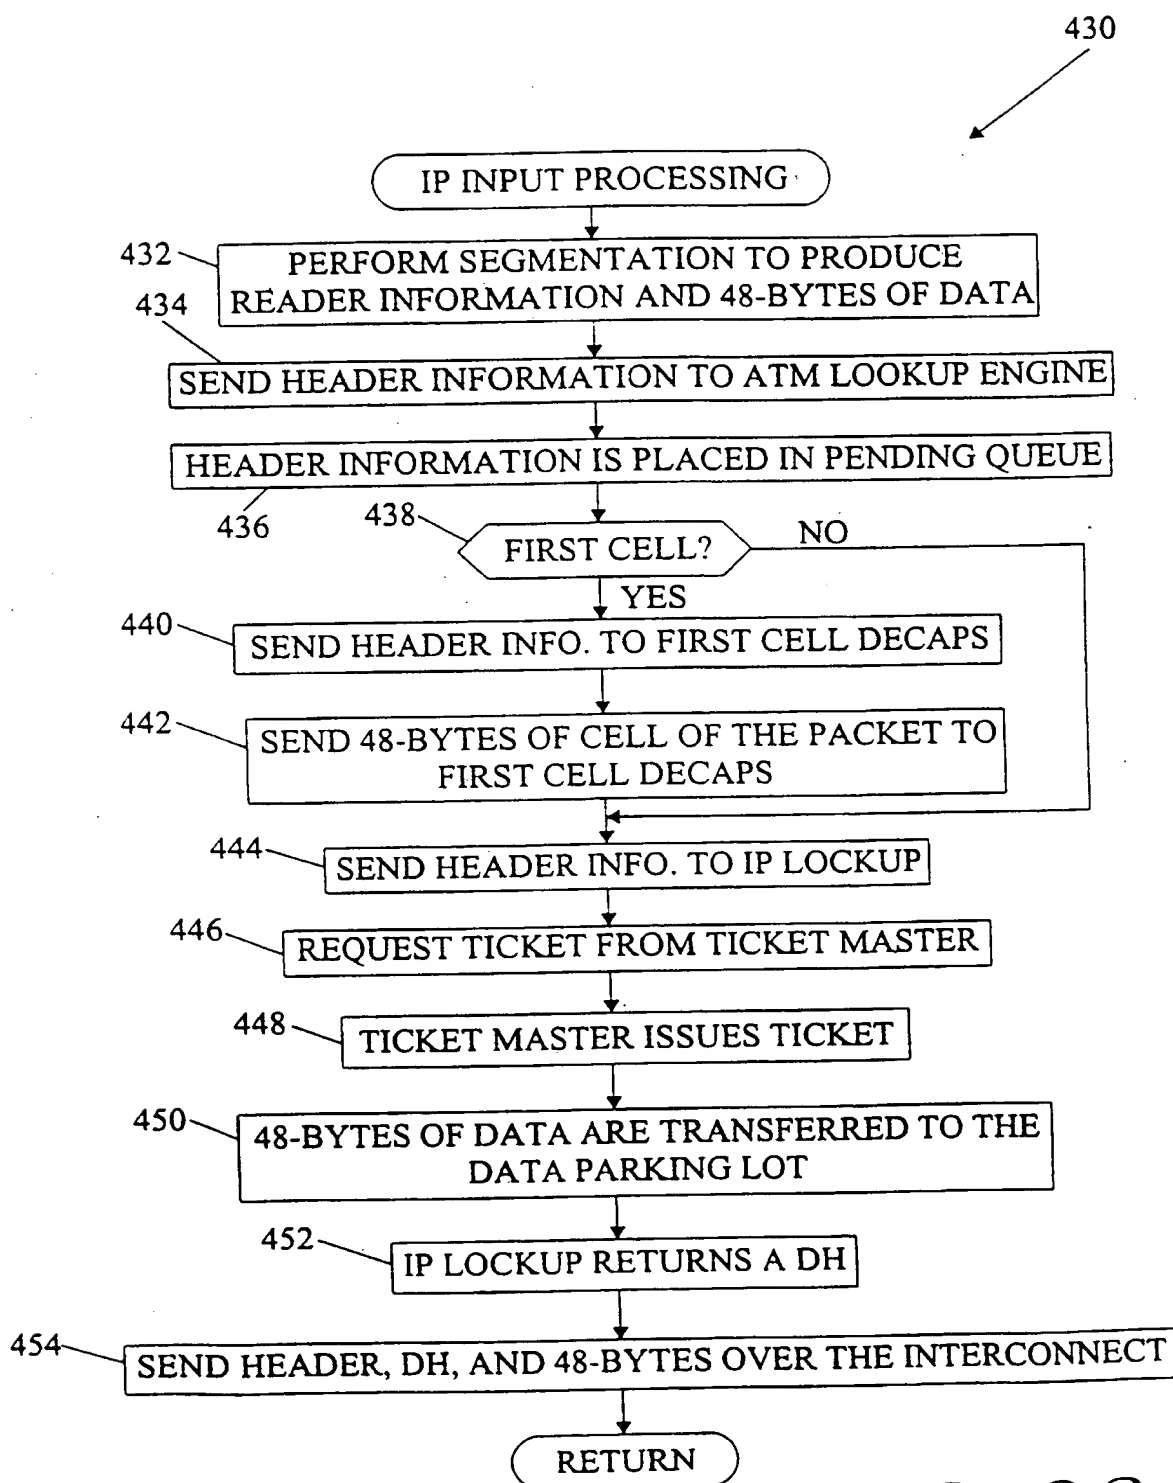 430
IP INPUT PROCESSING
432
PERFORM SEGMENTATION TO PRODUCE
READER INFORMATION AND 48-BYTES OF DATA
434
SEND HEADER INFORMATION TO ATM LOOKUP ENGINE
HEADER INFORMATION IS PLACED IN PENDING QUEUE
436
438
FIRST CELL?
NO
YES
440
SEND HEADER INFO. TO FIRST CELL DECAPS
442
SEND 48-BYTES OF CELL OF THE PACKET TO
FIRST CELL DECAPS
444
SEND HEADER INFO. TO IP LOCKUP
446
REQUEST TICKET FROM TICKET MASTER
448
TICKET MASTER ISSUES TICKET
450
48-BYTES OF DATA ARE TRANSFERRED TO THE
DATA PARKING LOT
452
IP LOCKUP RETURNS A DH
454
SEND HEADER, DH, AND 48-BYTES OVER THE INTERCONNECT
RETURN